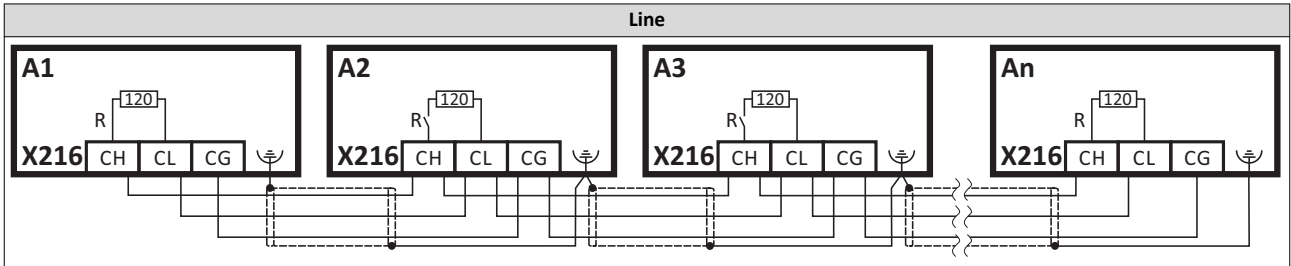 Line
A1
A2
A3
An
120
120
120
120
R
R
R
R
X216 CH CL CG
X216 CH CL CG
X216 CH CL CG
X216 CH CL CG